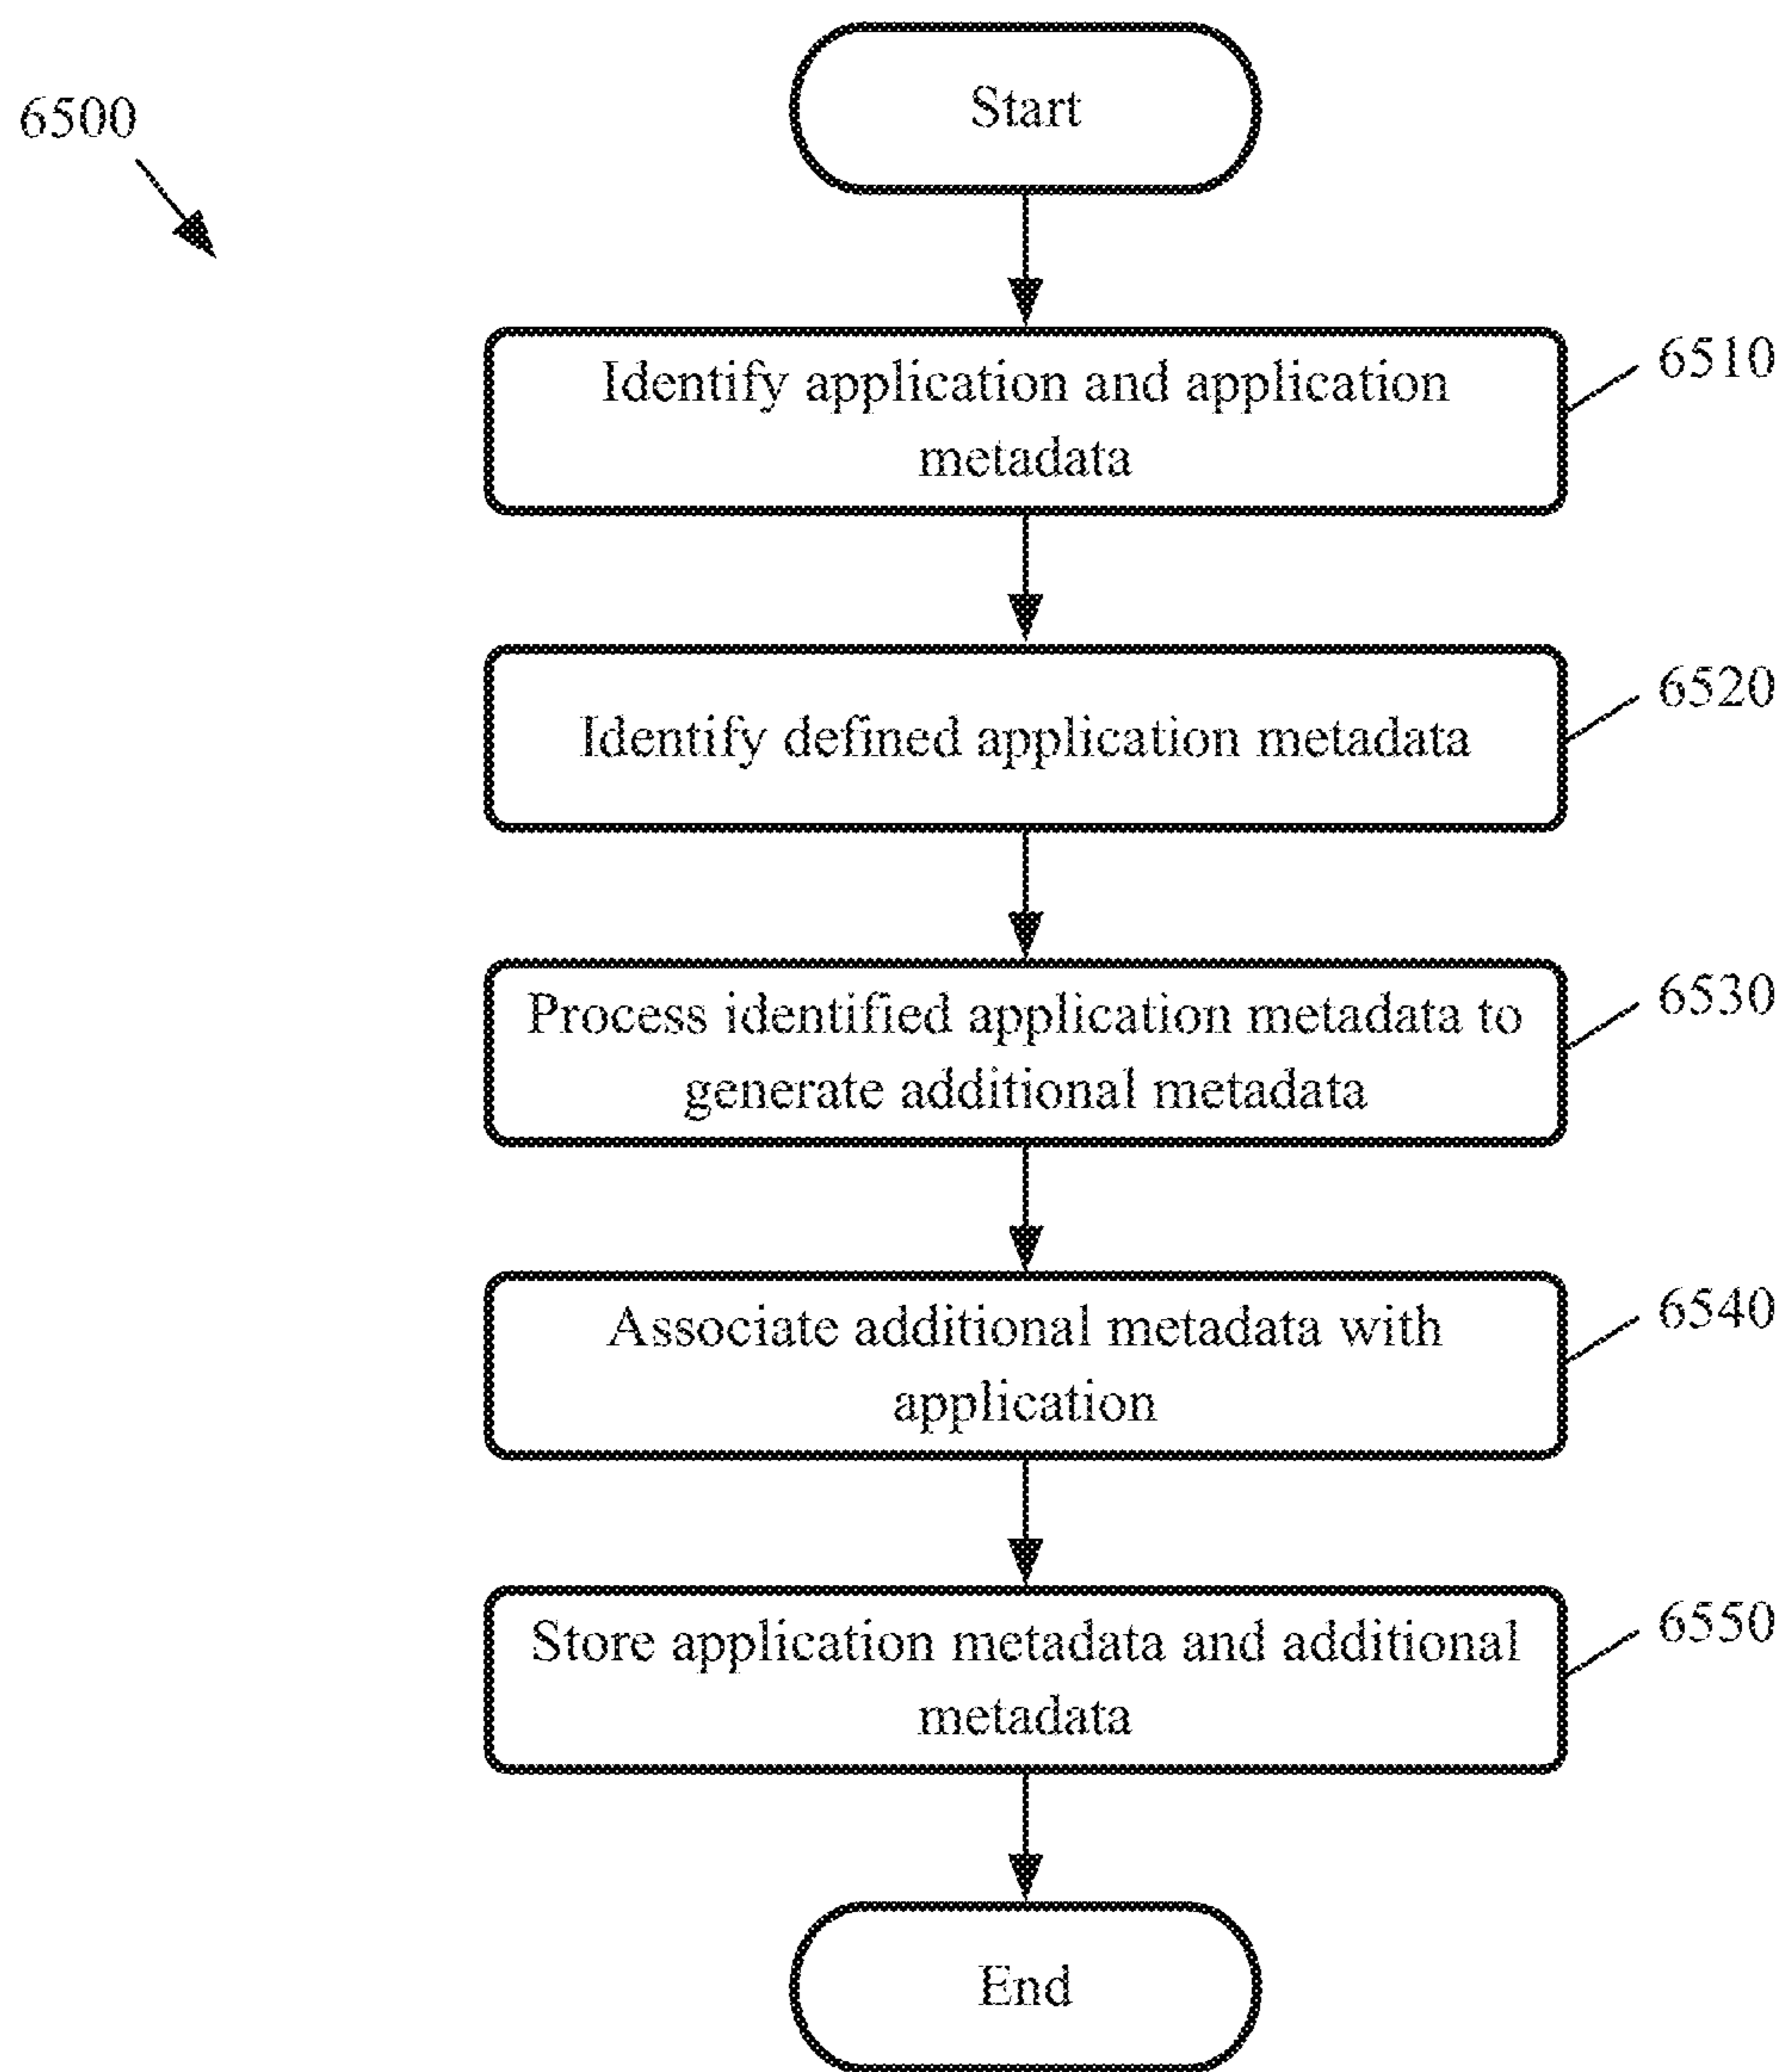 6500
Start
Identify application and application
metadata
6510
Identify defined application metadata
6520
Process identified application metadata to
generate additional metadata
6530
Associate additional metadata with
application
6540
Store application metadata and additional
metadata
6550
End